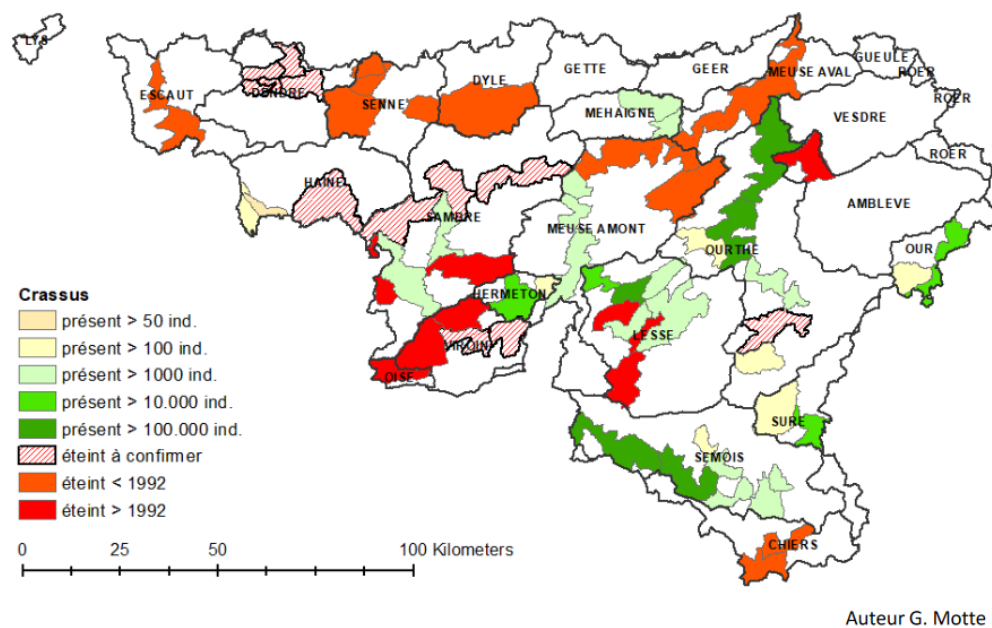 LYS
ESCAUT
DENDRE
SENNE
DYLE
GETTE
GEER
MEUSE AVAL
GUEULE
ROER
MEHAIGNE
VESDRE
ROER
ROER
HAINE
SAMBRE
MEUSE AMONT
OURTHE
AMBLEVE
OUR
HERMETON
VIROIN
OISE
LESSE
SURE
SEMOIS
CHIERS
Crassus
présent > 50 ind.
présent > 100 ind.
présent > 1000 ind.
présent > 10.000 ind.
présent > 100.000 ind.
éteint à confirmer
éteint < 1992
éteint > 1992
0 25 50 100 Kilometers
Auteur G. Motte